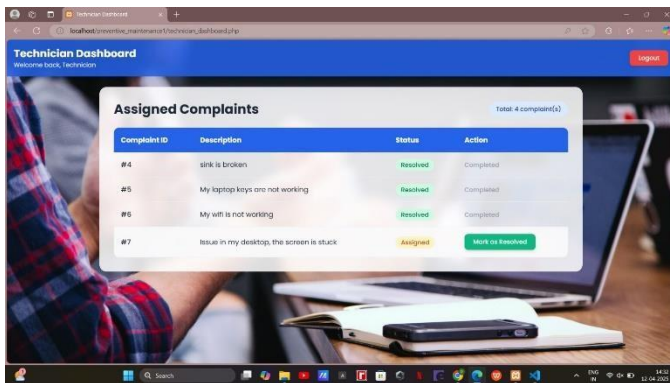 Technician Dashboard
localhost/preventive_maintenance1/technician_dashboard.php
Technician Dashboard
Welcome back, Technician
Logout
Assigned Complaints
Total: 4 complaint(s)
Complaint ID Description Status Action
#4 sink is broken Resolved Completed
#5 My laptop keys are not working Resolved Completed
#6 My wifi is not working Resolved Completed
#7 Issue in my desktop, the screen is stuck Assigned Mark as Resolved
Search
ENG 14:32
IN 12-04-2025